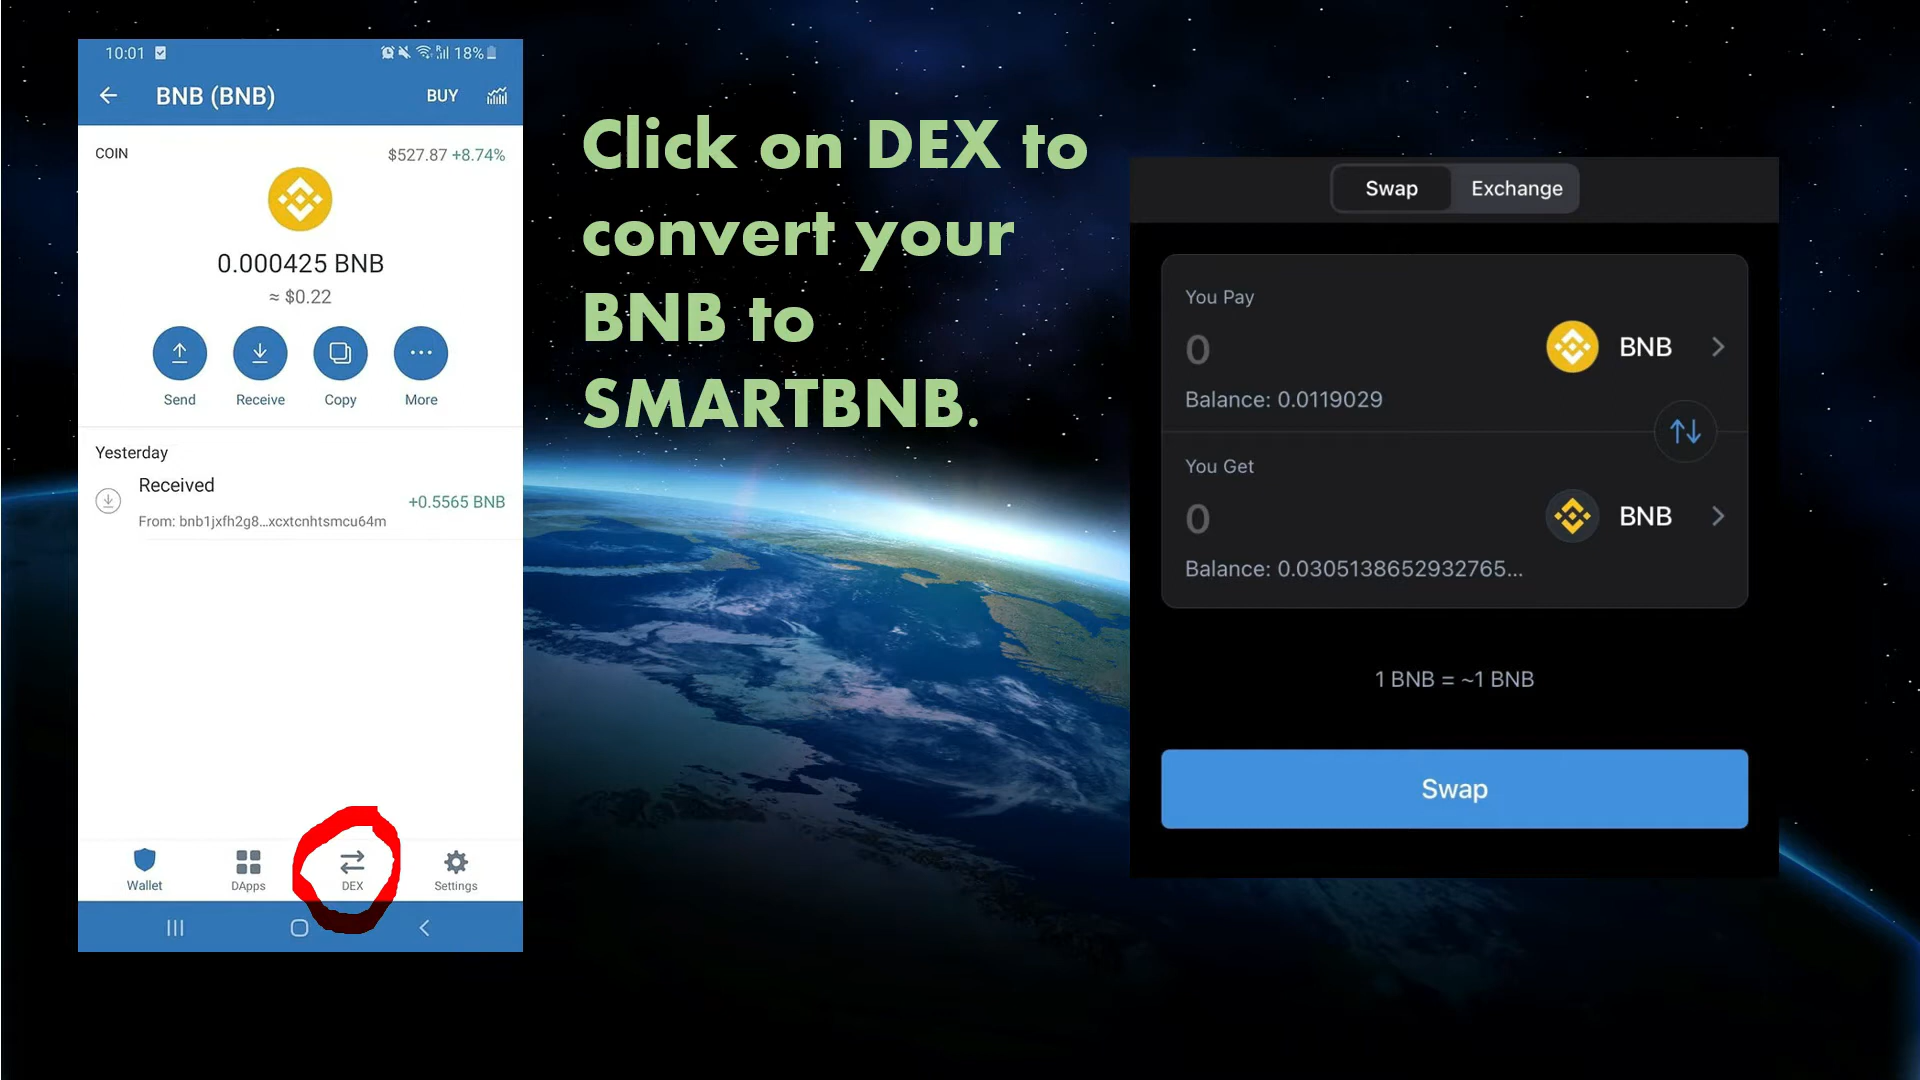 10:01
18%
BNB (BNB)
BUY
COIN
$527.87 +8.74%
0.000425 BNB
≈ $0.22
Send
Receive
Copy
More
Yesterday
Received
+0.5565 BNB
From: bnb1jxfh2g8...xcxtcnhtsmcu64m
Wallet
DApps
DEX
Settings
Click on DEX to
convert your
BNB to
SMARTBNB.
Swap
Exchange
You Pay
0
BNB
Balance: 0.0119029
You Get
0
BNB
Balance: 0.0305138652932765...
1 BNB = ~1 BNB
Swap